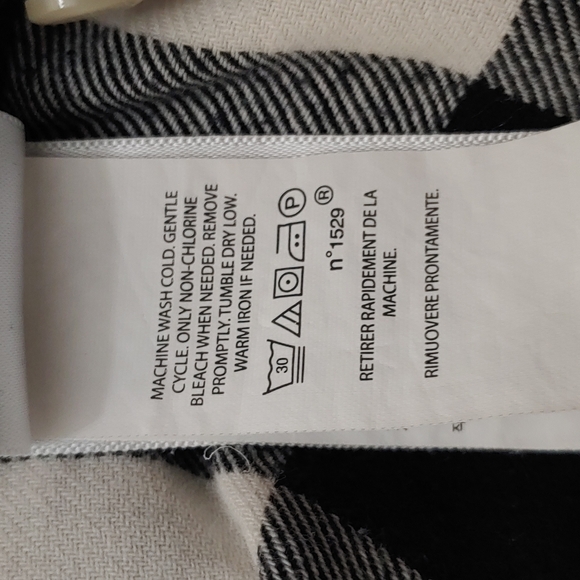 MACHINE WASH COLD. GENTLE
CYCLE. ONLY NON-CHLORINE
BLEACH WHEN NEEDED. REMOVE
PROMPTLY. TUMBLE DRY LOW.
WARM IRON IF NEEDED.
30 P
®
n°1529
RETIRER RAPIDEMENT DE LA
MACHINE.
RIMUOVERE PRONTAMENTE.